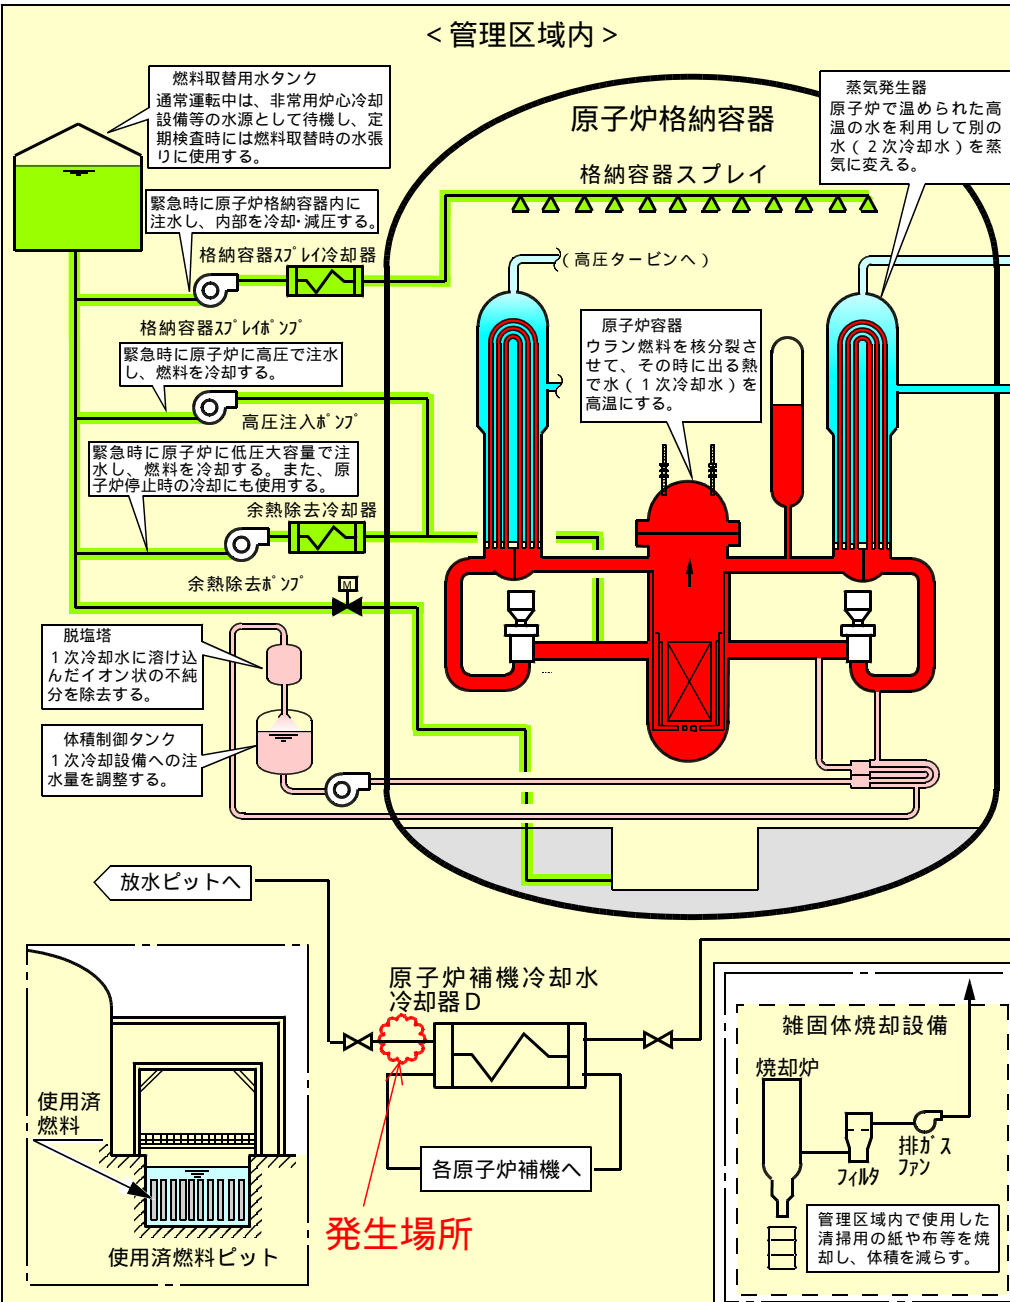 ＜管理区域内＞
燃料取替用水タンク
通常運転中は、非常用炉心冷却
設備等の水源として待機し、定
期検査時には燃料取替時の水張
りに使用する。
蒸気発生器
原子炉で温められた高
温の水を利用して別の
水（２次冷却水）を蒸
気に変える。
原子炉格納容器
格納容器スプレイ
緊急時に原子炉格納容器内に
注水し、内部を冷却･減圧する。
格納容器ｽﾌﾟﾚｲ冷却器
（高圧タービンへ）
格納容器ｽﾌﾟﾚｲﾎﾟﾝﾌﾟ
原子炉容器
ウラン燃料を核分裂さ
せて、その時に出る熱
で水（１次冷却水）を
高温にする。
緊急時に原子炉に高圧で注水
し、燃料を冷却する。
高圧注入ﾎﾟﾝﾌﾟ
緊急時に原子炉に低圧大容量で注
水し、燃料を冷却する。また、原
子炉停止時の冷却にも使用する。
余熱除去冷却器
余熱除去ﾎﾟﾝﾌﾟ
M
脱塩塔
１次冷却水に溶け込
んだイオン状の不純
分を除去する。
体積制御タンク
１次冷却設備への注
水量を調整する。
放水ピットへ
原子炉補機冷却水
冷却器Ｄ
各原子炉補機へ
発生場所
使用済
燃料
使用済燃料ピット
雑固体焼却設備
焼却炉
ﾌｨﾙﾀ
排ｶﾞｽ
ﾌｧﾝ
管理区域内で使用した
清掃用の紙や布等を焼
却し、体積を減らす。